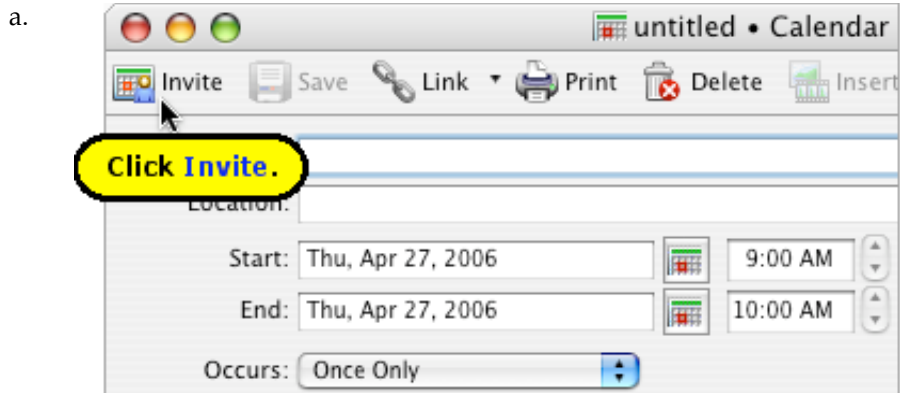 a.
untitled • Calendar
Invite Save Link Print Delete Insert
Click Invite.
Location:
Start: Thu, Apr 27, 2006 9:00 AM
End: Thu, Apr 27, 2006 10:00 AM
Occurs: Once Only